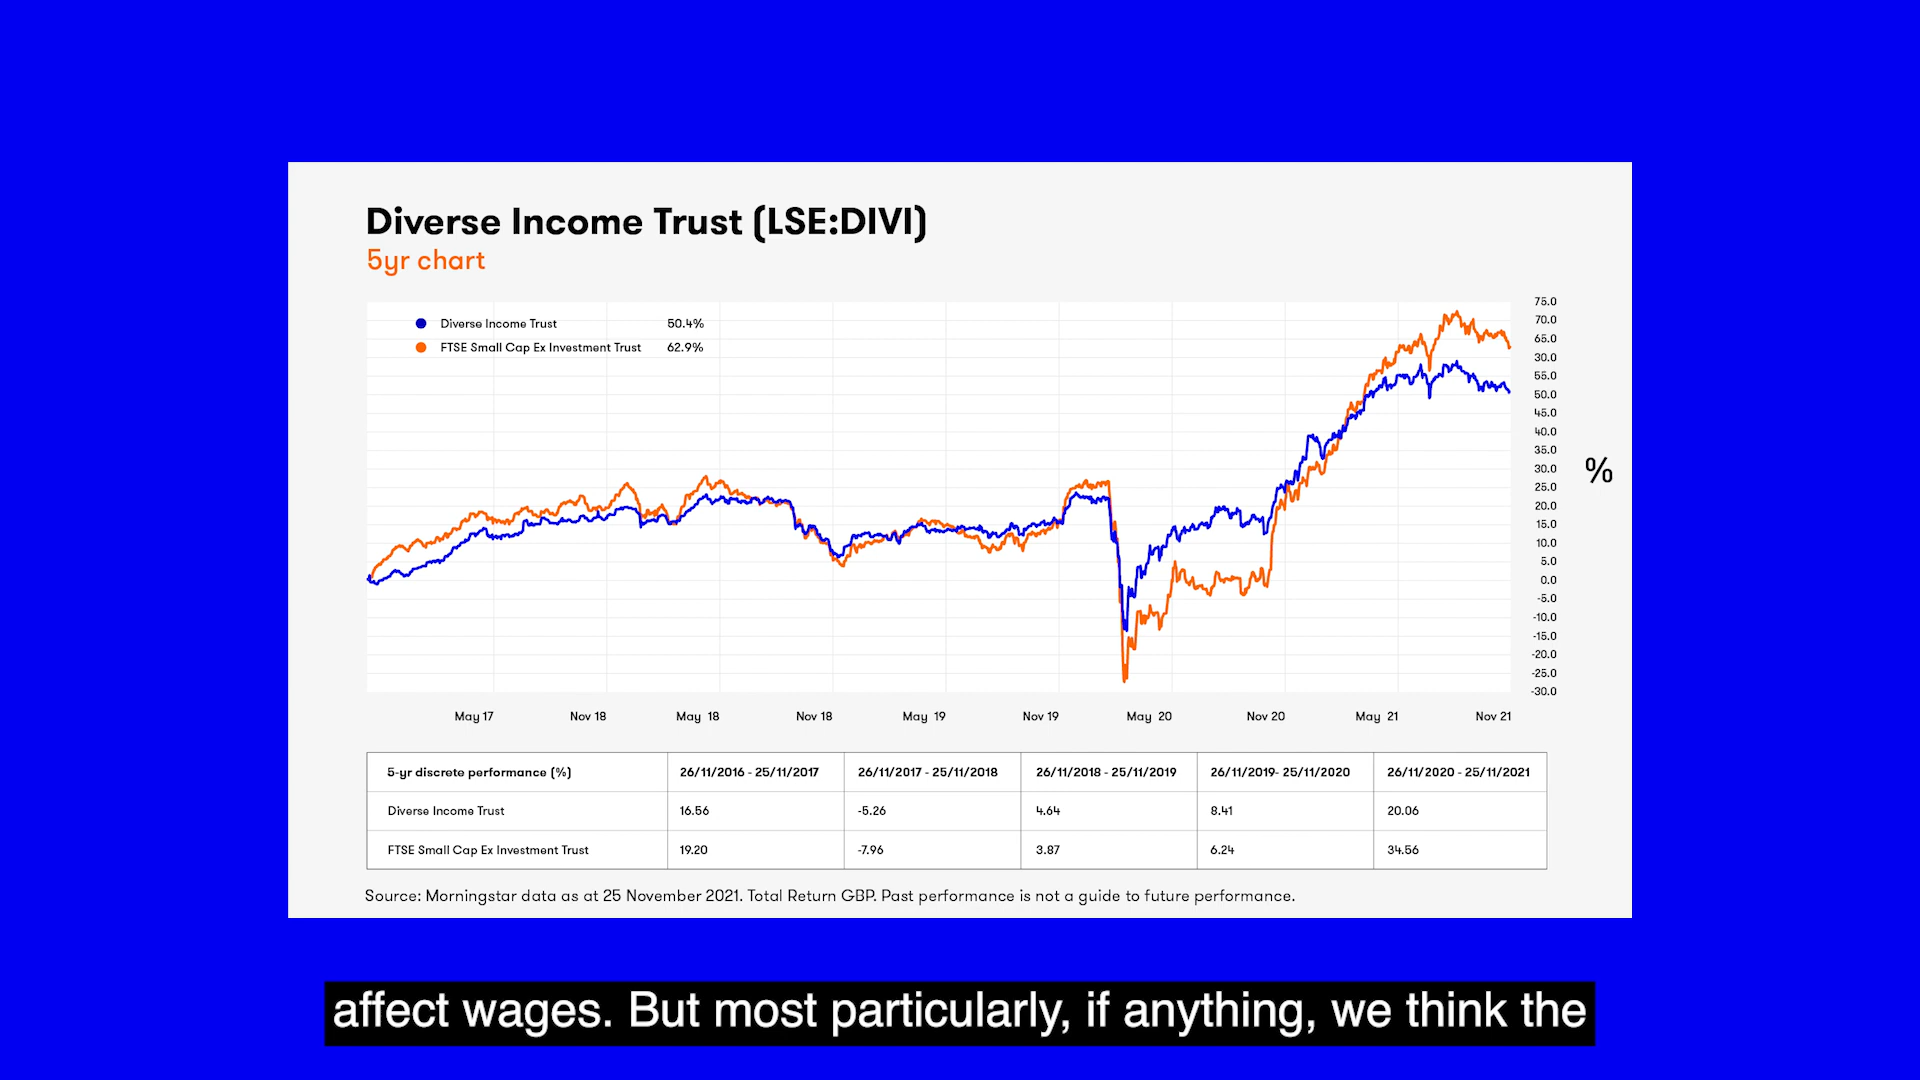 Diverse Income Trust (LSE:DIVI)
5yr chart
Diverse Income Trust 50.4%
FTSE Small Cap Ex Investment Trust 62.9%
75.0
70.0
65.0
30.0
55.0
50.0
45.0
40.0
35.0
30.0
25.0
20.0
15.0
10.0
5.0
0.0
-5.0
-10.0
-15.0
-20.0
-25.0
-30.0
%
May 17 Nov 18 May 18 Nov 18 May 19 Nov 19 May 20 Nov 20 May 21 Nov 21
5-yr discrete performance (%) 26/11/2016 - 25/11/2017 26/11/2017 - 25/11/2018 26/11/2018 - 25/11/2019 26/11/2019- 25/11/2020 26/11/2020 - 25/11/2021
Diverse Income Trust 16.56 -5.26 4.64 8.41 20.06
FTSE Small Cap Ex Investment Trust 19.20 -7.96 3.87 6.24 34.56
Source: Morningstar data as at 25 November 2021. Total Return GBP. Past performance is not a guide to future performance.
affect wages. But most particularly, if anything, we think the